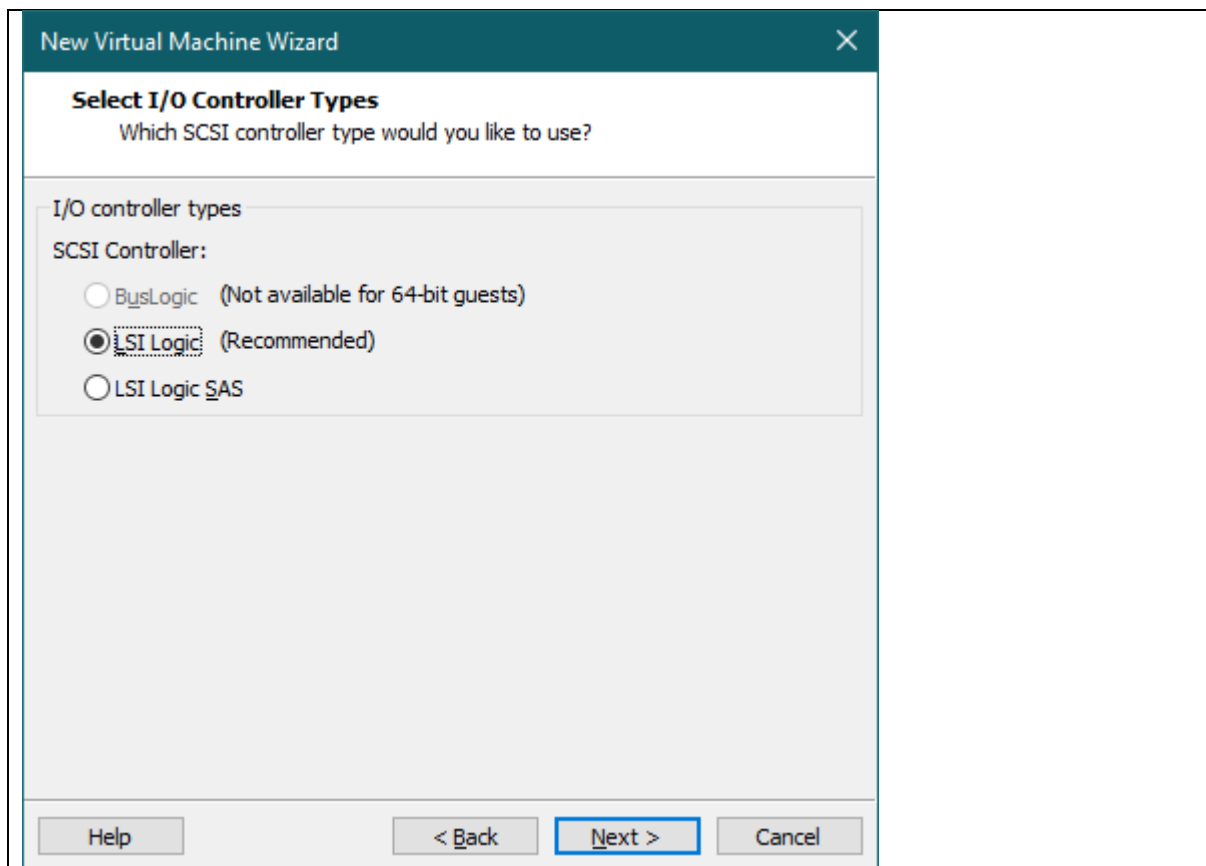 New Virtual Machine Wizard
Select I/O Controller Types
Which SCSI controller type would you like to use?
I/O controller types
SCSI Controller:
BusLogic (Not available for 64-bit guests)
LSI Logic (Recommended)
LSI Logic SAS
Help < Back Next > Cancel